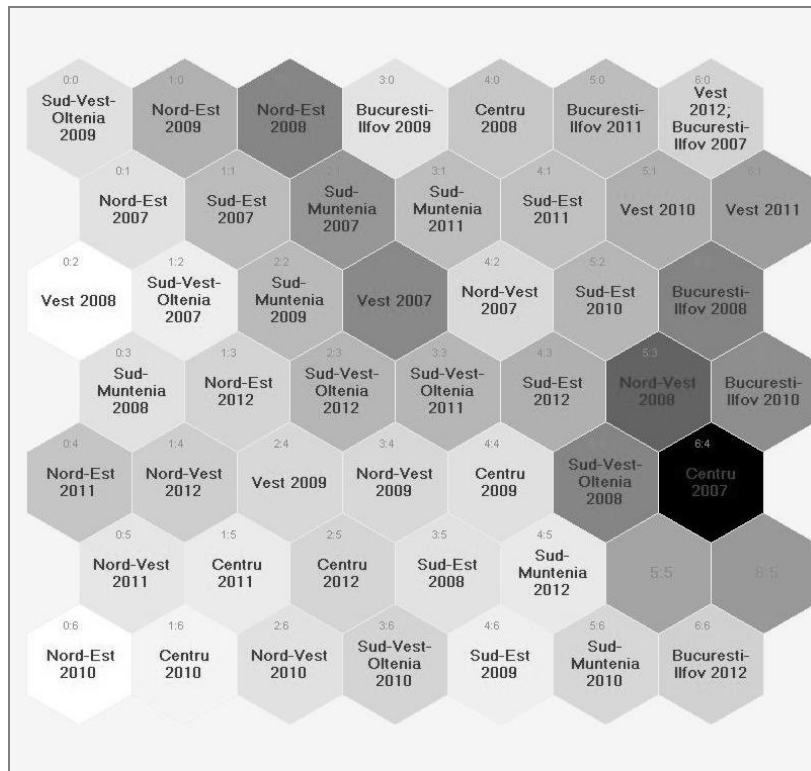 0:0
Sud-Vest-
Oltenia
2009
1:0
Nord-Est
2009
Nord-Est
2008
3:0
Bucuresti-
Ilfov 2009
4:0
Centru
2008
5:0
Bucuresti-
Ilfov 2011
6:0
Vest
2012;
Bucuresti-
Ilfov 2007
0:1
Nord-Est
2007
1:1
Sud-Est
2007
2:1
Sud-
Muntenia
2007
3:1
Sud-
Muntenia
2011
4:1
Sud-Est
2011
5:1
Vest 2010
6:1
Vest 2011
0:2
Vest 2008
1:2
Sud-Vest-
Oltenia
2007
2:2
Sud-
Muntenia
2009
Vest 2007
4:2
Nord-Vest
2007
5:2
Sud-Est
2010
Bucuresti-
Ilfov 2008
0:3
Sud-
Muntenia
2008
1:3
Nord-Est
2012
2:3
Sud-Vest-
Oltenia
2012
3:3
Sud-Vest-
Oltenia
2011
4:3
Sud-Est
2012
5:3
Nord-Vest
2008
Bucuresti-
Ilfov 2010
0:4
Nord-Est
2011
1:4
Nord-Vest
2012
2:4
Vest 2009
3:4
Nord-Vest
2009
4:4
Centru
2009
Sud-Vest-
Oltenia
2008
6:4
Centru
2007
0:5
Nord-Vest
2011
1:5
Centru
2011
2:5
Centru
2012
3:5
Sud-Est
2008
4:5
Sud-
Muntenia
2012
5:5
6:5
0:6
Nord-Est
2010
1:6
Centru
2010
2:6
Nord-Vest
2010
3:6
Sud-Vest-
Oltenia
2010
4:6
Sud-Est
2009
5:6
Sud-
Muntenia
2010
6:6
Bucuresti-
Ilfov 2012